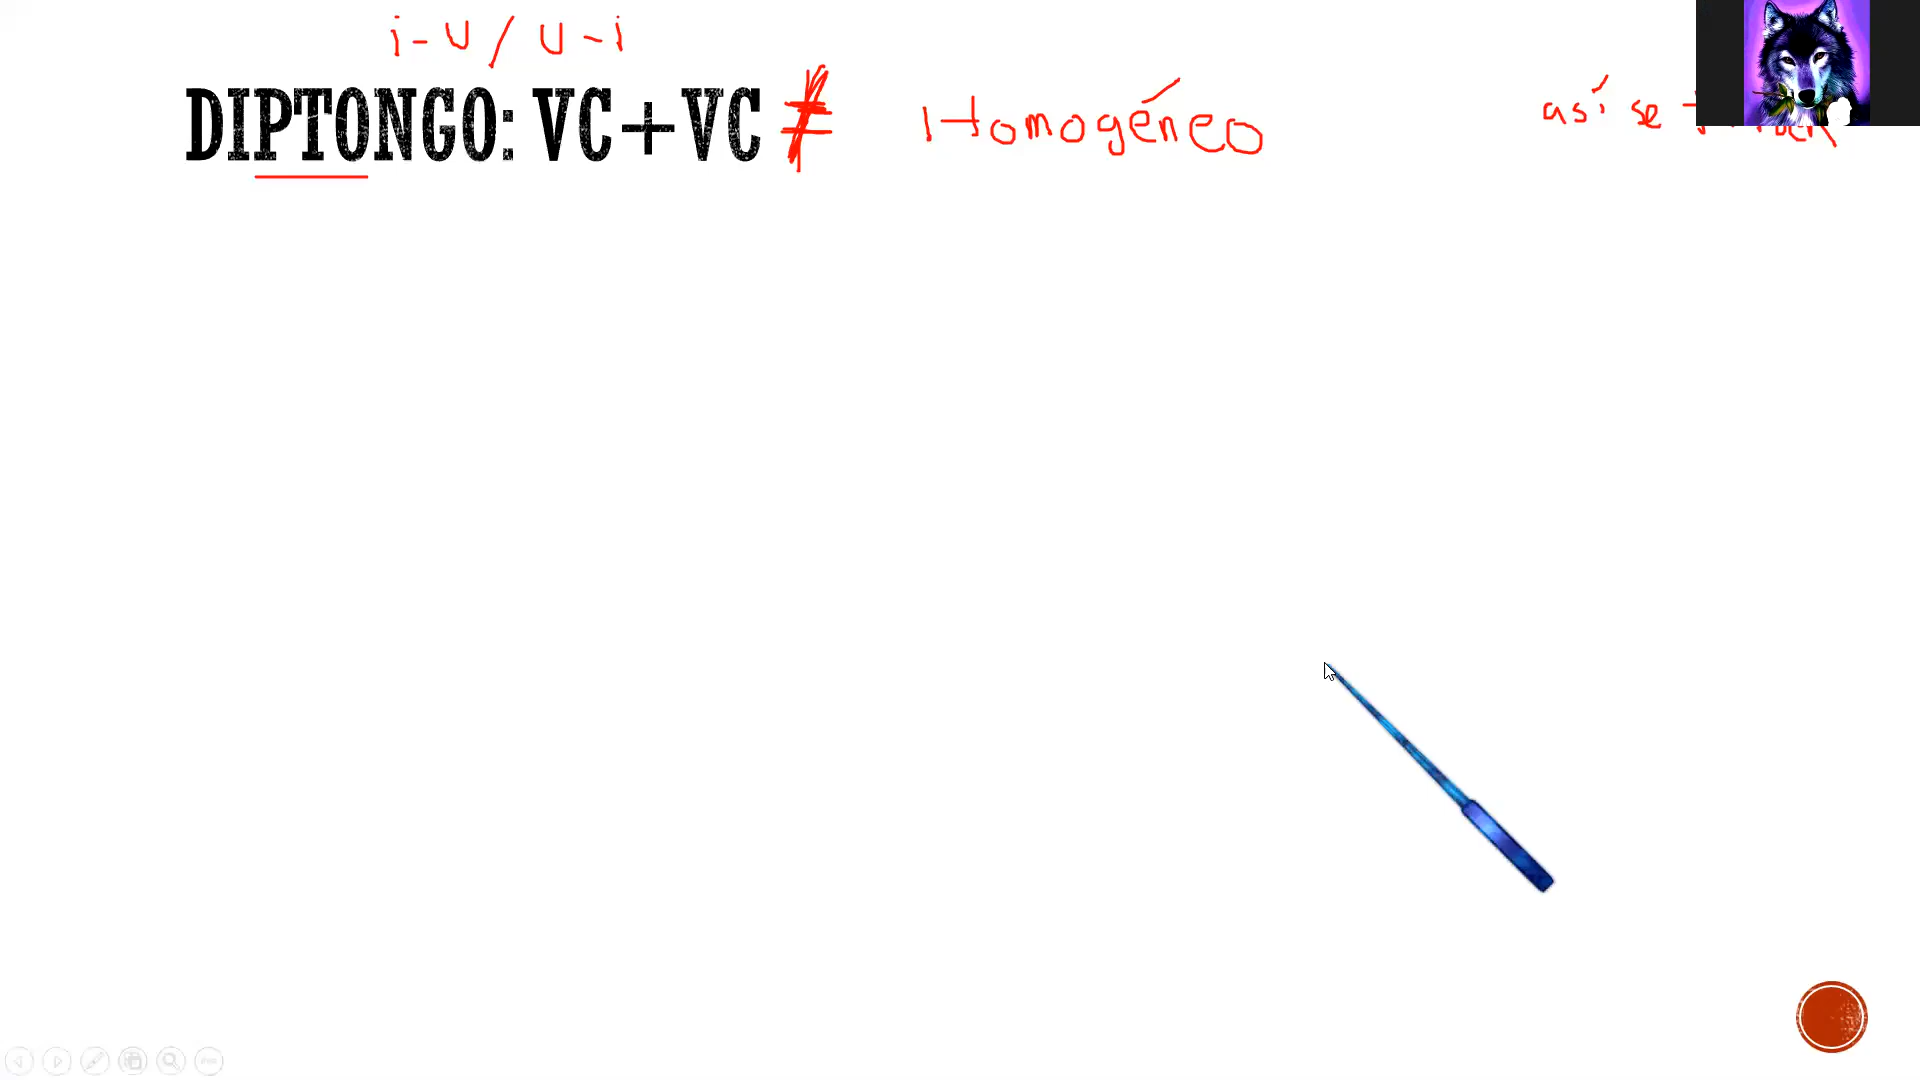 i-u / u-i
DIPTONGO: VC+VC ≠ Homogéneo
así se